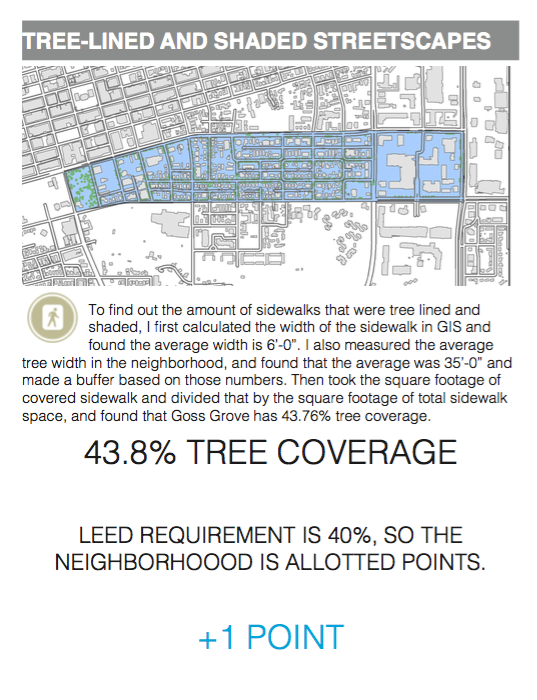 TREE-LINED AND SHADED STREETSCAPES
To find out the amount of sidewalks that were tree lined and
shaded, I first calculated the width of the sidewalk in GIS and
found the average width is 6’-0”. I also measured the average
tree width in the neighborhood, and found that the average was 35’-0” and
made a buffer based on those numbers. Then took the square footage of
covered sidewalk and divided that by the square footage of total sidewalk
space, and found that Goss Grove has 43.76% tree coverage.
43.8% TREE COVERAGE
LEED REQUIREMENT IS 40%, SO THE
NEIGHBORHOOOD IS ALLOTTED POINTS.
+1 POINT